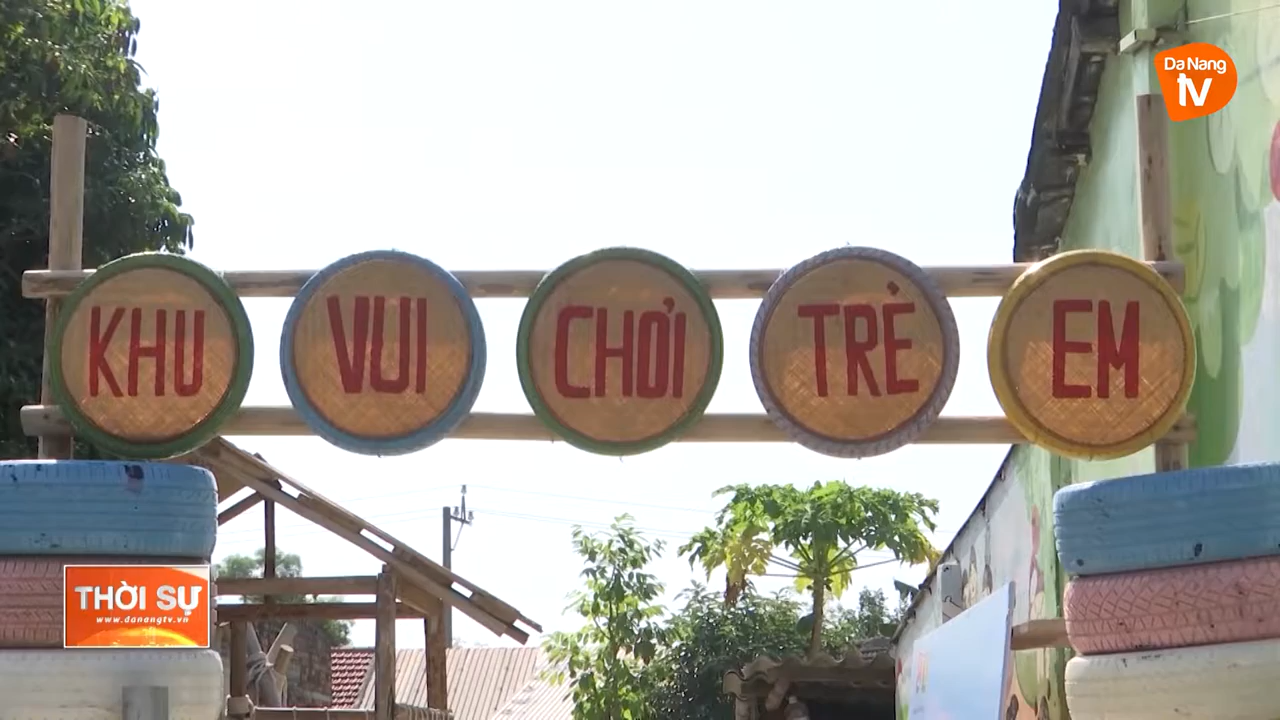 Da Nang
tv
KHU VUI CHƠI TRẺ EM
THỜI SỰ
www.danangtv.vn